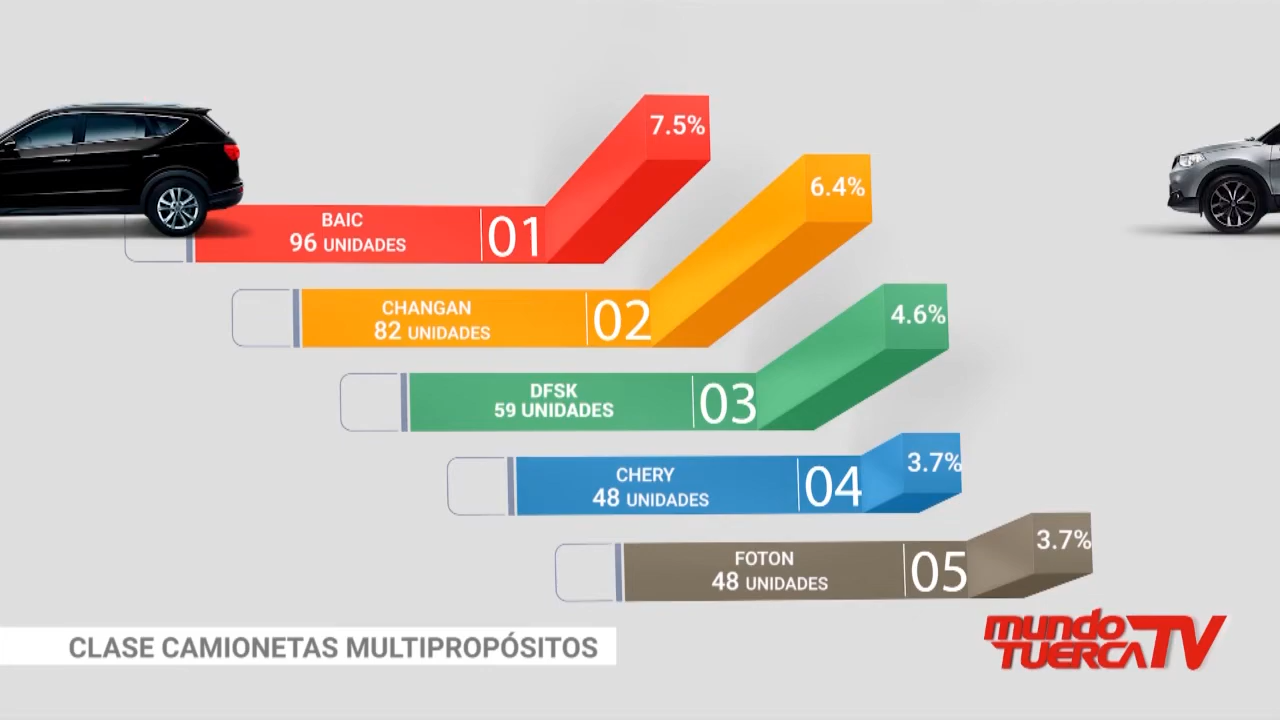 7.5%
BAIC
96 UNIDADES
01
6.4%
CHANGAN
82 UNIDADES
02
4.6%
DFSK
59 UNIDADES
03
3.7%
CHERY
48 UNIDADES
04
3.7%
FOTON
48 UNIDADES
05
CLASE CAMIONETAS MULTIPROPÓSITOS
mundo
TUERCA TV